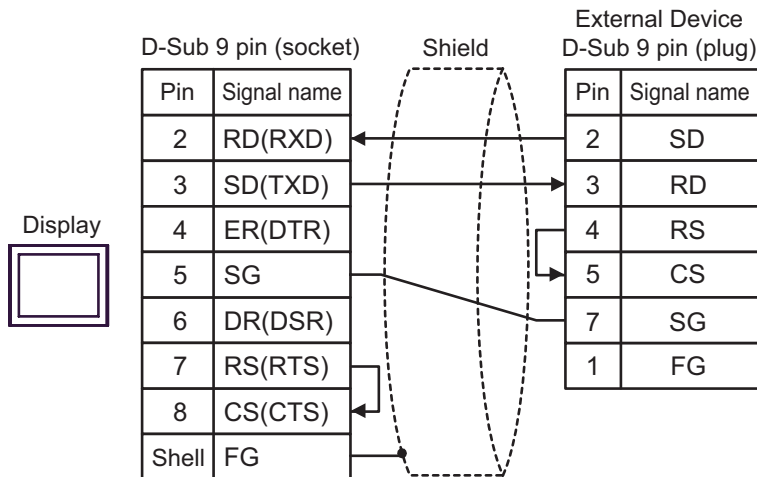 External Device
D-Sub 9 pin (socket) Shield D-Sub 9 pin (plug)
Pin Signal name Pin Signal name
2 RD(RXD) 2 SD
3 SD(TXD) 3 RD
Display 4 ER(DTR) 4 RS
5 SG 5 CS
6 DR(DSR) 7 SG
7 RS(RTS) 1 FG
8 CS(CTS)
Shell FG